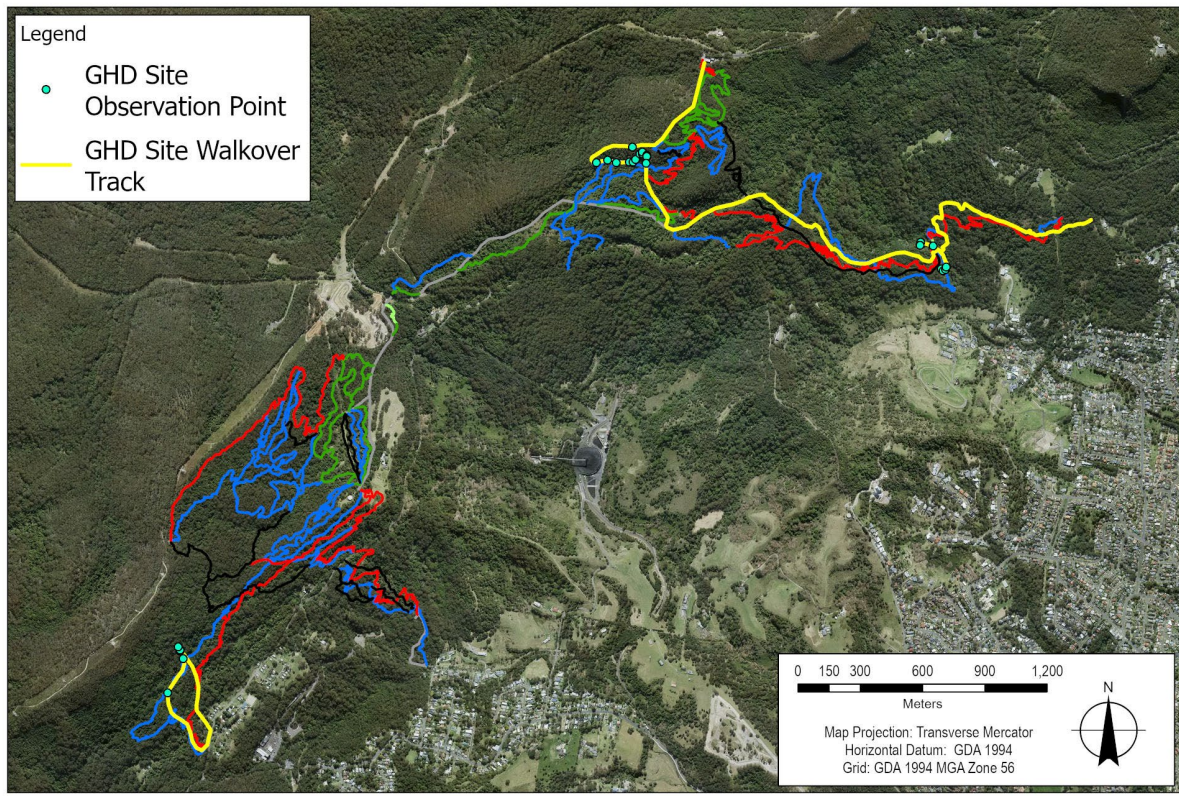 Legend
GHD Site
Observation Point
GHD Site Walkover
Track
0 150 300 600 900 1,200
Meters
N
Map Projection: Transverse Mercator
Horizontal Datum: GDA 1994
Grid: GDA 1994 MGA Zone 56